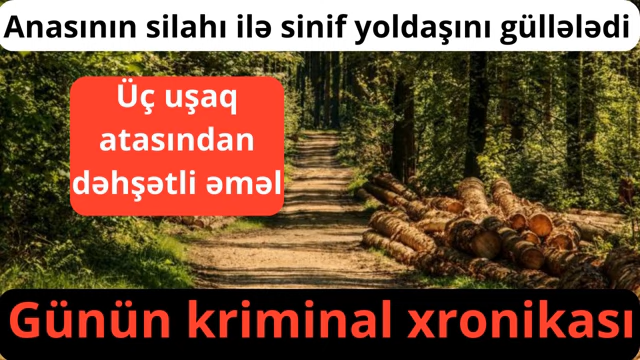 Anasının silahı ilə sinif yoldaşını güllələdi
Üç uşaq
atasından
dəhşətli əməl
Günün kriminal xronikası